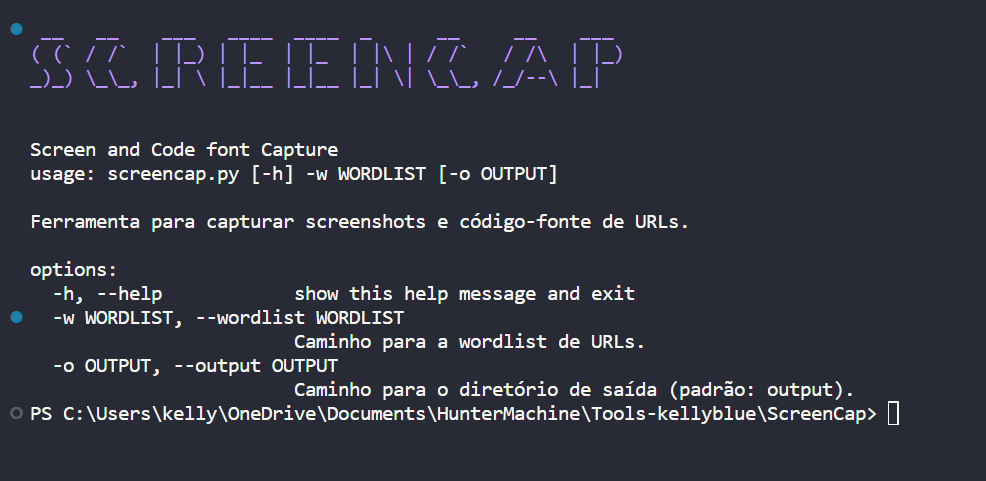 SCREENCAP
Screen and Code font Capture
usage: screencap.py [-h] -w WORDLIST [-o OUTPUT]
Ferramenta para capturar screenshots e código-fonte de URLs.
options:
-h, --help show this help message and exit
-w WORDLIST, --wordlist WORDLIST
Caminho para a wordlist de URLs.
-o OUTPUT, --output OUTPUT
Caminho para o diretório de saída (padrão: output).
PS C:\Users\kelly\OneDrive\Documents\HunterMachine\Tools-kellyblue\ScreenCap>